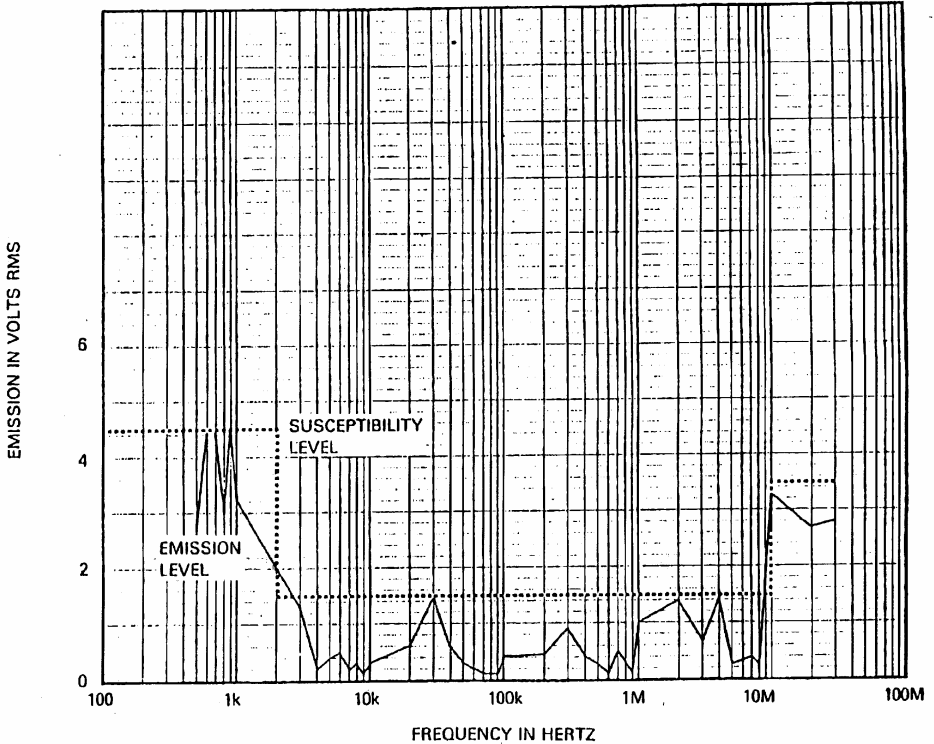 EMISSION IN VOLTS RMS
6
4
2
0
SUSCEPTIBILITY
LEVEL
EMISSION
LEVEL
100
1k
10k
100k
1M
10M
100M
FREQUENCY IN HERTZ